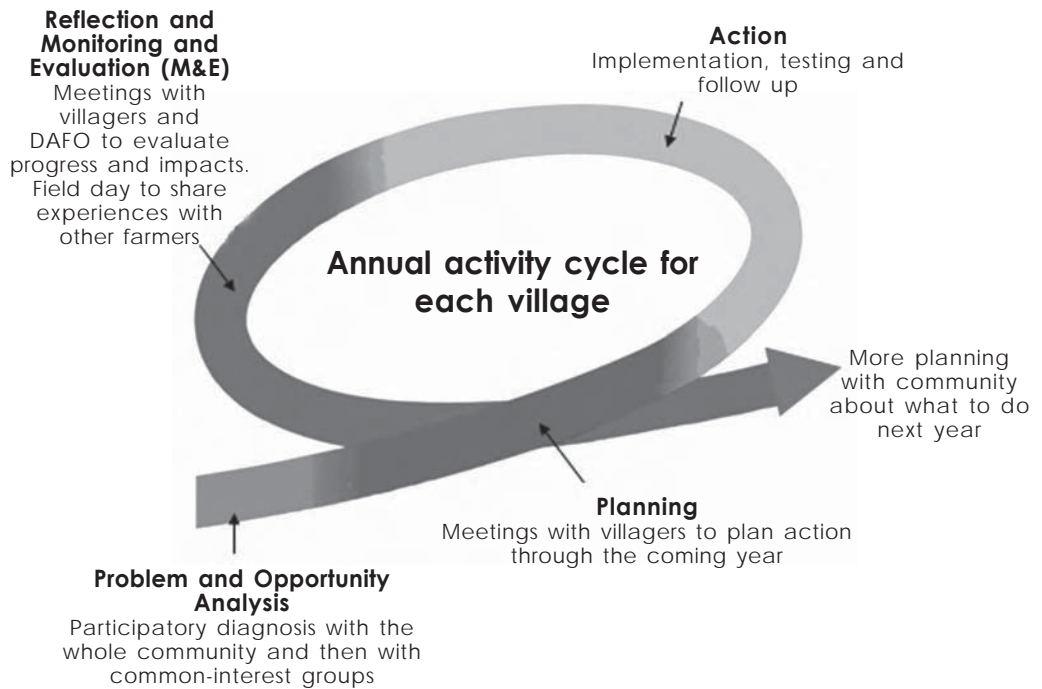 Reflection and
Monitoring and
Evaluation (M&E)
Meetings with
villagers and
DAFO to evaluate
progress and impacts.
Field day to share
experiences with
other farmers
Action
Implementation, testing and
follow up
Annual activity cycle for
each village
More planning
with community
about what to do
next year
Planning
Meetings with villagers to plan action
through the coming year
Problem and Opportunity
Analysis
Participatory diagnosis with the
whole community and then with
common-interest groups